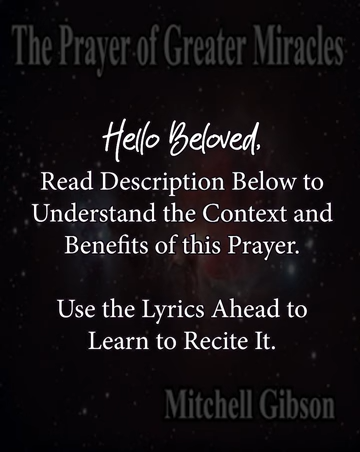 The Prayer of Greater Miracles
Hello Beloved,
Read Description Below to
Understand the Context and
Benefits of this Prayer.
Use the Lyrics Ahead to
Learn to Recite It.
Mitchell Gibson